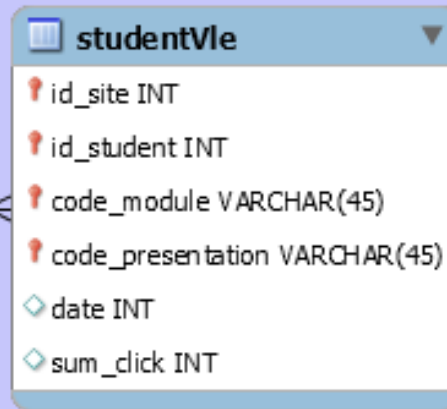 studentVle
id_site INT
id_student INT
code_module VARCHAR(45)
code_presentation VARCHAR(45)
date INT
sum_click INT